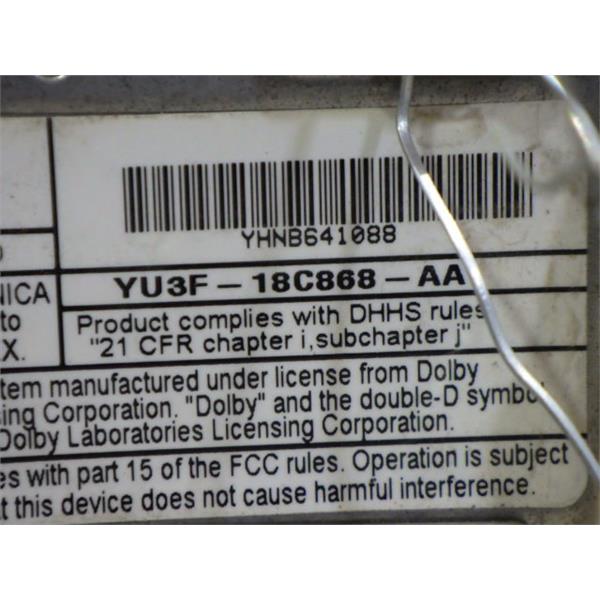 YHNB641088
NICA
YU3F-18C868-AA
to
Product complies with DHHS rules
X.
"21 CFR chapter i, subchapter j"
tem manufactured under license from Dolby
sing Corporation. "Dolby" and the double-D symbol
Dolby Laboratories Licensing Corporation.
es with part 15 of the FCC rules. Operation is subject
t this device does not cause harmful interference.